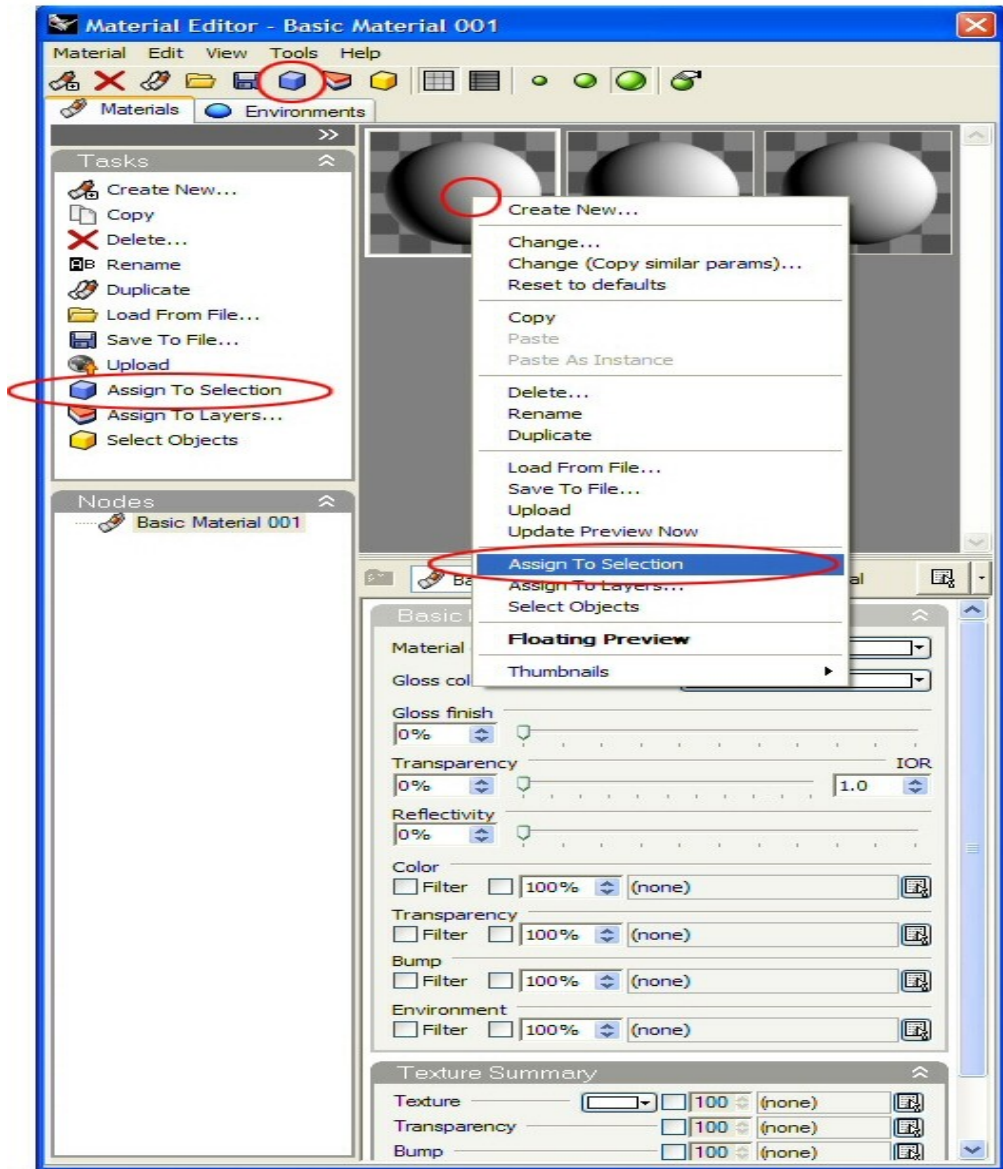 Material Editor - Basic Material 001
Material Edit View Tools Help
Materials Environments
Tasks
Create New...
Copy
Delete...
Rename
Duplicate
Load From File...
Save To File...
Upload
Assign To Selection
Assign To Layers...
Select Objects
Nodes
Basic Material 001
Create New...
Change...
Change (Copy similar params)...
Reset to defaults
Copy
Paste
Paste As Instance
Delete...
Rename
Duplicate
Load From File...
Save To File...
Upload
Update Preview Now
Assign To Selection
Assign To Layers...
Select Objects
Floating Preview
Thumbnails
Basic
Material
Gloss col
Gloss finish
0%
Transparency IOR
0% 1.0
Reflectivity
0%
Color
Filter 100% (none)
Transparency
Filter 100% (none)
Bump
Filter 100% (none)
Environment
Filter 100% (none)
Texture Summary
Texture 100 (none)
Transparency 100 (none)
Bump 100 (none)